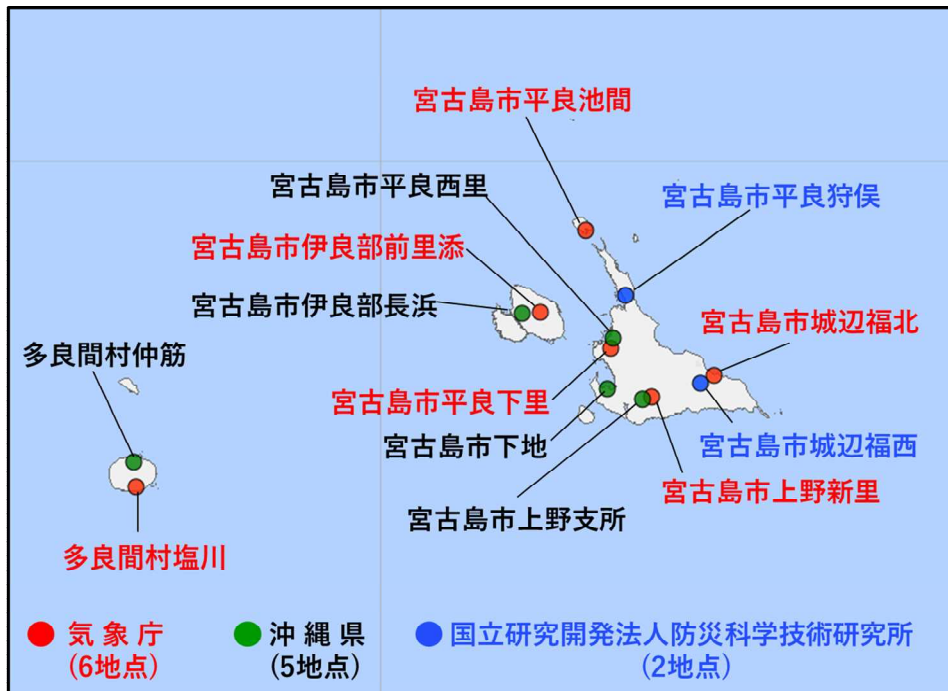 宮古島市平良池間
宮古島市平良西里
宮古島市平良狩俣
宮古島市伊良部前里添
宮古島市伊良部長浜
宮古島市城辺福北
多良間村仲筋
宮古島市平良下里
宮古島市下地
宮古島市城辺福西
宮古島市上野新里
宮古島市上野支所
多良間村塩川
気象庁
(6地点)
沖縄県
(5地点)
国立研究開発法人防災科学技術研究所
(2地点)